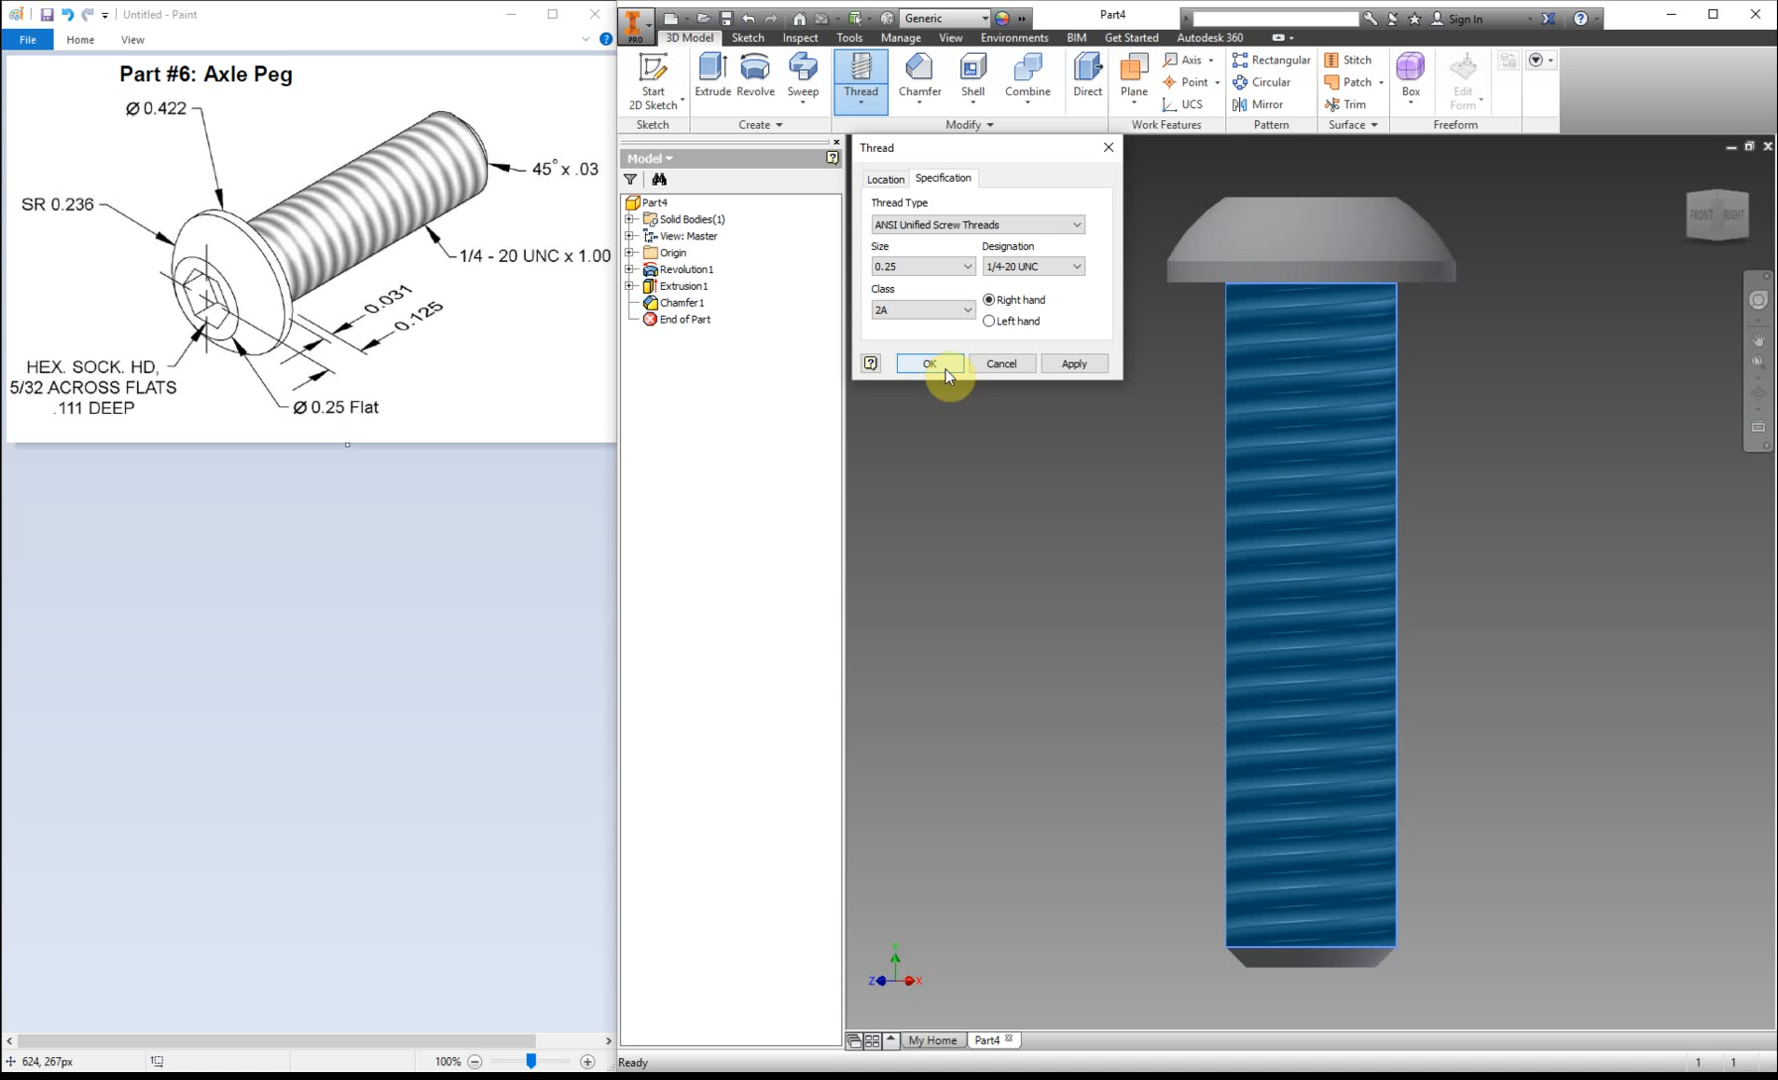 Untitled - Paint
File Home View
Part #6: Axle Peg
Ø 0.422
45° x .03
SR 0.236
1/4 - 20 UNC x 1.00
0.031
0.125
HEX. SOCK. HD,
5/32 ACROSS FLATS
.111 DEEP
Ø 0.25 Flat
624, 267px
100%
PRO
Generic
Part4
Sign In
3D Model Sketch Inspect Tools Manage View Environments BIM Get Started Autodesk 360
Start
2D Sketch
Extrude Revolve Sweep
Thread Chamfer Shell Combine Direct
Plane
Axis
Point
UCS
Rectangular
Circular
Mirror
Stitch
Patch
Trim
Box
Edit
Form
Sketch Create Modify Work Features Pattern Surface Freeform
Model
Part4
Solid Bodies(1)
View: Master
Origin
Revolution1
Extrusion1
Chamfer1
End of Part
Thread
Location Specification
Thread Type
ANSI Unified Screw Threads
Size Designation
0.25 1/4-20 UNC
Class
2A
Right hand
Left hand
OK Cancel Apply
FRONT RIGHT
Y
Z X
My Home Part4
Ready
1 1